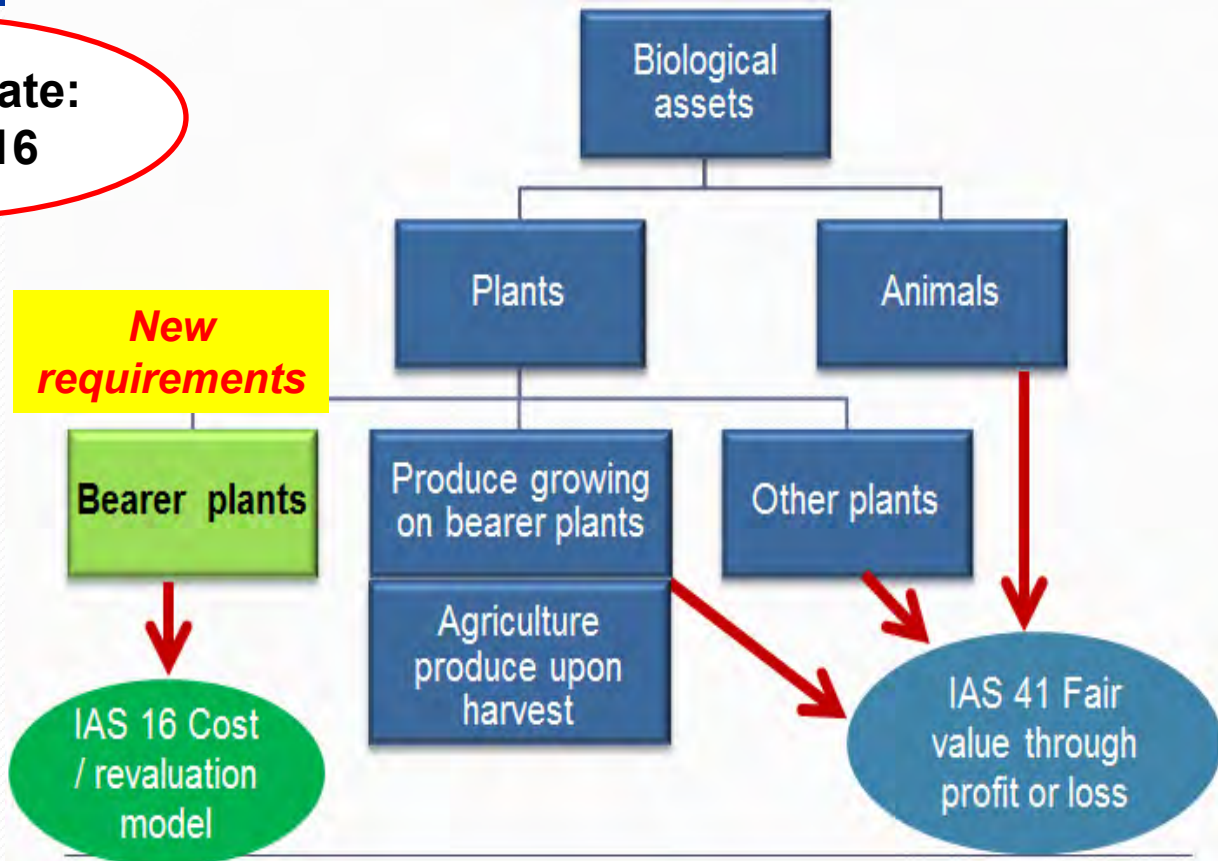 ate:
16
Biological
assets
Plants
Animals
New
requirements
Bearer plants
Produce growing
on bearer plants
Other plants
Agriculture
produce upon
harvest
IAS 16 Cost
/ revaluation
model
IAS 41 Fair
value through
profit or loss